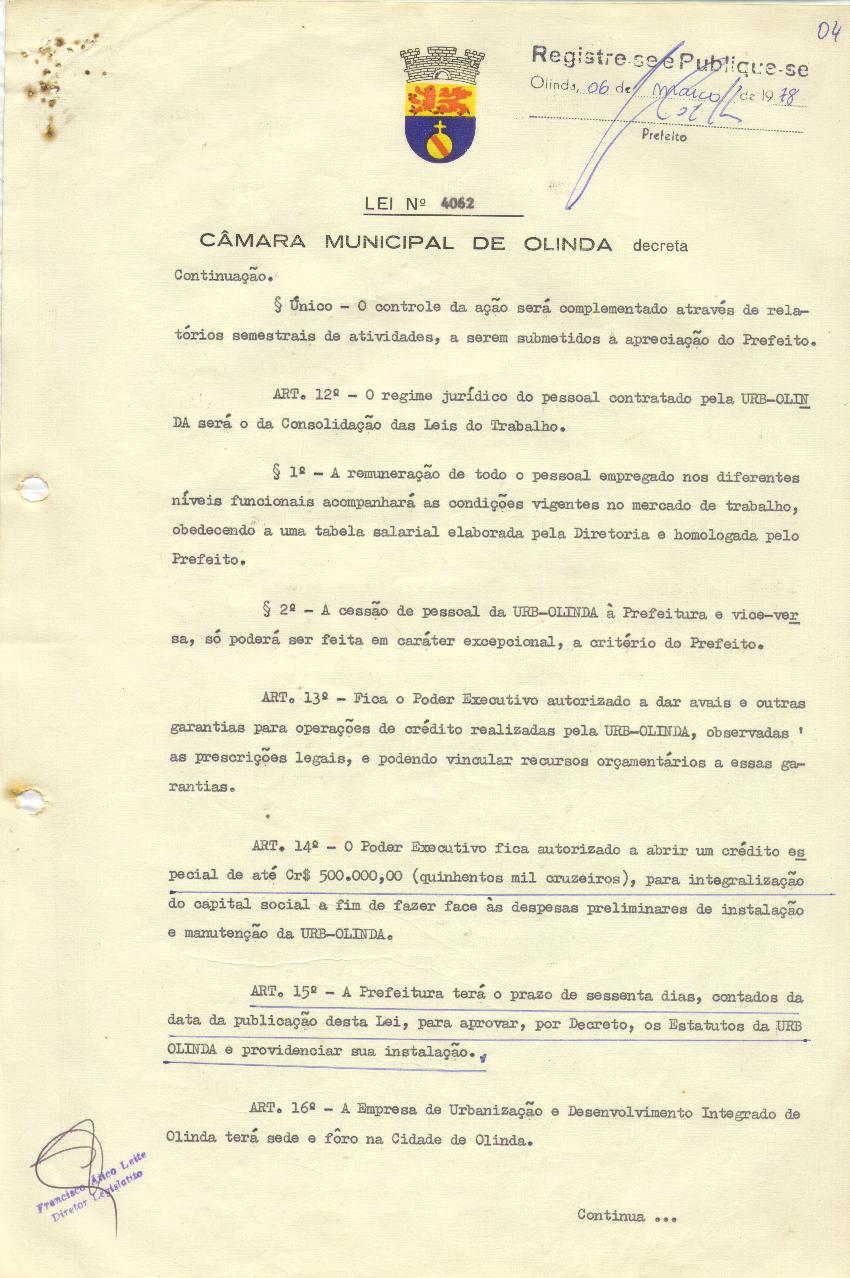 04
Registre-se e Publique-se
Olinda, 06 de março de 1978
Prefeito
LEI Nº 4062
CÂMARA MUNICIPAL DE OLINDA decreta
Continuação.
§ Único - O controle da ação será complementado através de rela-
tórios semestrais de atividades, a serem submetidos a apreciação do Prefeito.
ART. 12º - O regime jurídico do pessoal contratado pela URB-OLIN
DA será o da Consolidação das Leis do Trabalho.
§ 1º - A remuneração de todo o pessoal empregado nos diferentes
níveis funcionais acompanhará as condições vigentes no mercado de trabalho,
obedecendo a uma tabela salarial elaborada pela Diretoria e homologada pelo
Prefeito.
§ 2º - A cessão de pessoal da URB-OLINDA à Prefeitura e vice-ver
sa, só poderá ser feita em caráter excepcional, a critério do Prefeito.
ART. 13º - Fica o Poder Executivo autorizado a dar avais e outras
garantias para operações de crédito realizadas pela URB-OLINDA, observadas '
as prescrições legais, e podendo vincular recursos orçamentários a essas ga-
rantias.
ART. 14º - O Poder Executivo fica autorizado a abrir um crédito es
pecial de até Cr$ 500.000,00 (quinhentos mil cruzeiros), para integralização
do capital social a fim de fazer face às despesas preliminares de instalação
e manutenção da URB-OLINDA.
ART. 15º - A Prefeitura terá o prazo de sessenta dias, contados da
data da publicação desta Lei, para aprovar, por Decreto, os Estatutos da URB
OLINDA e providenciar sua instalação.
ART. 16º - A Empresa de Urbanização e Desenvolvimento Integrado de
Olinda terá sede e fôro na Cidade de Olinda.
Francisco Leite
Diretor Legislativo
Continua ...